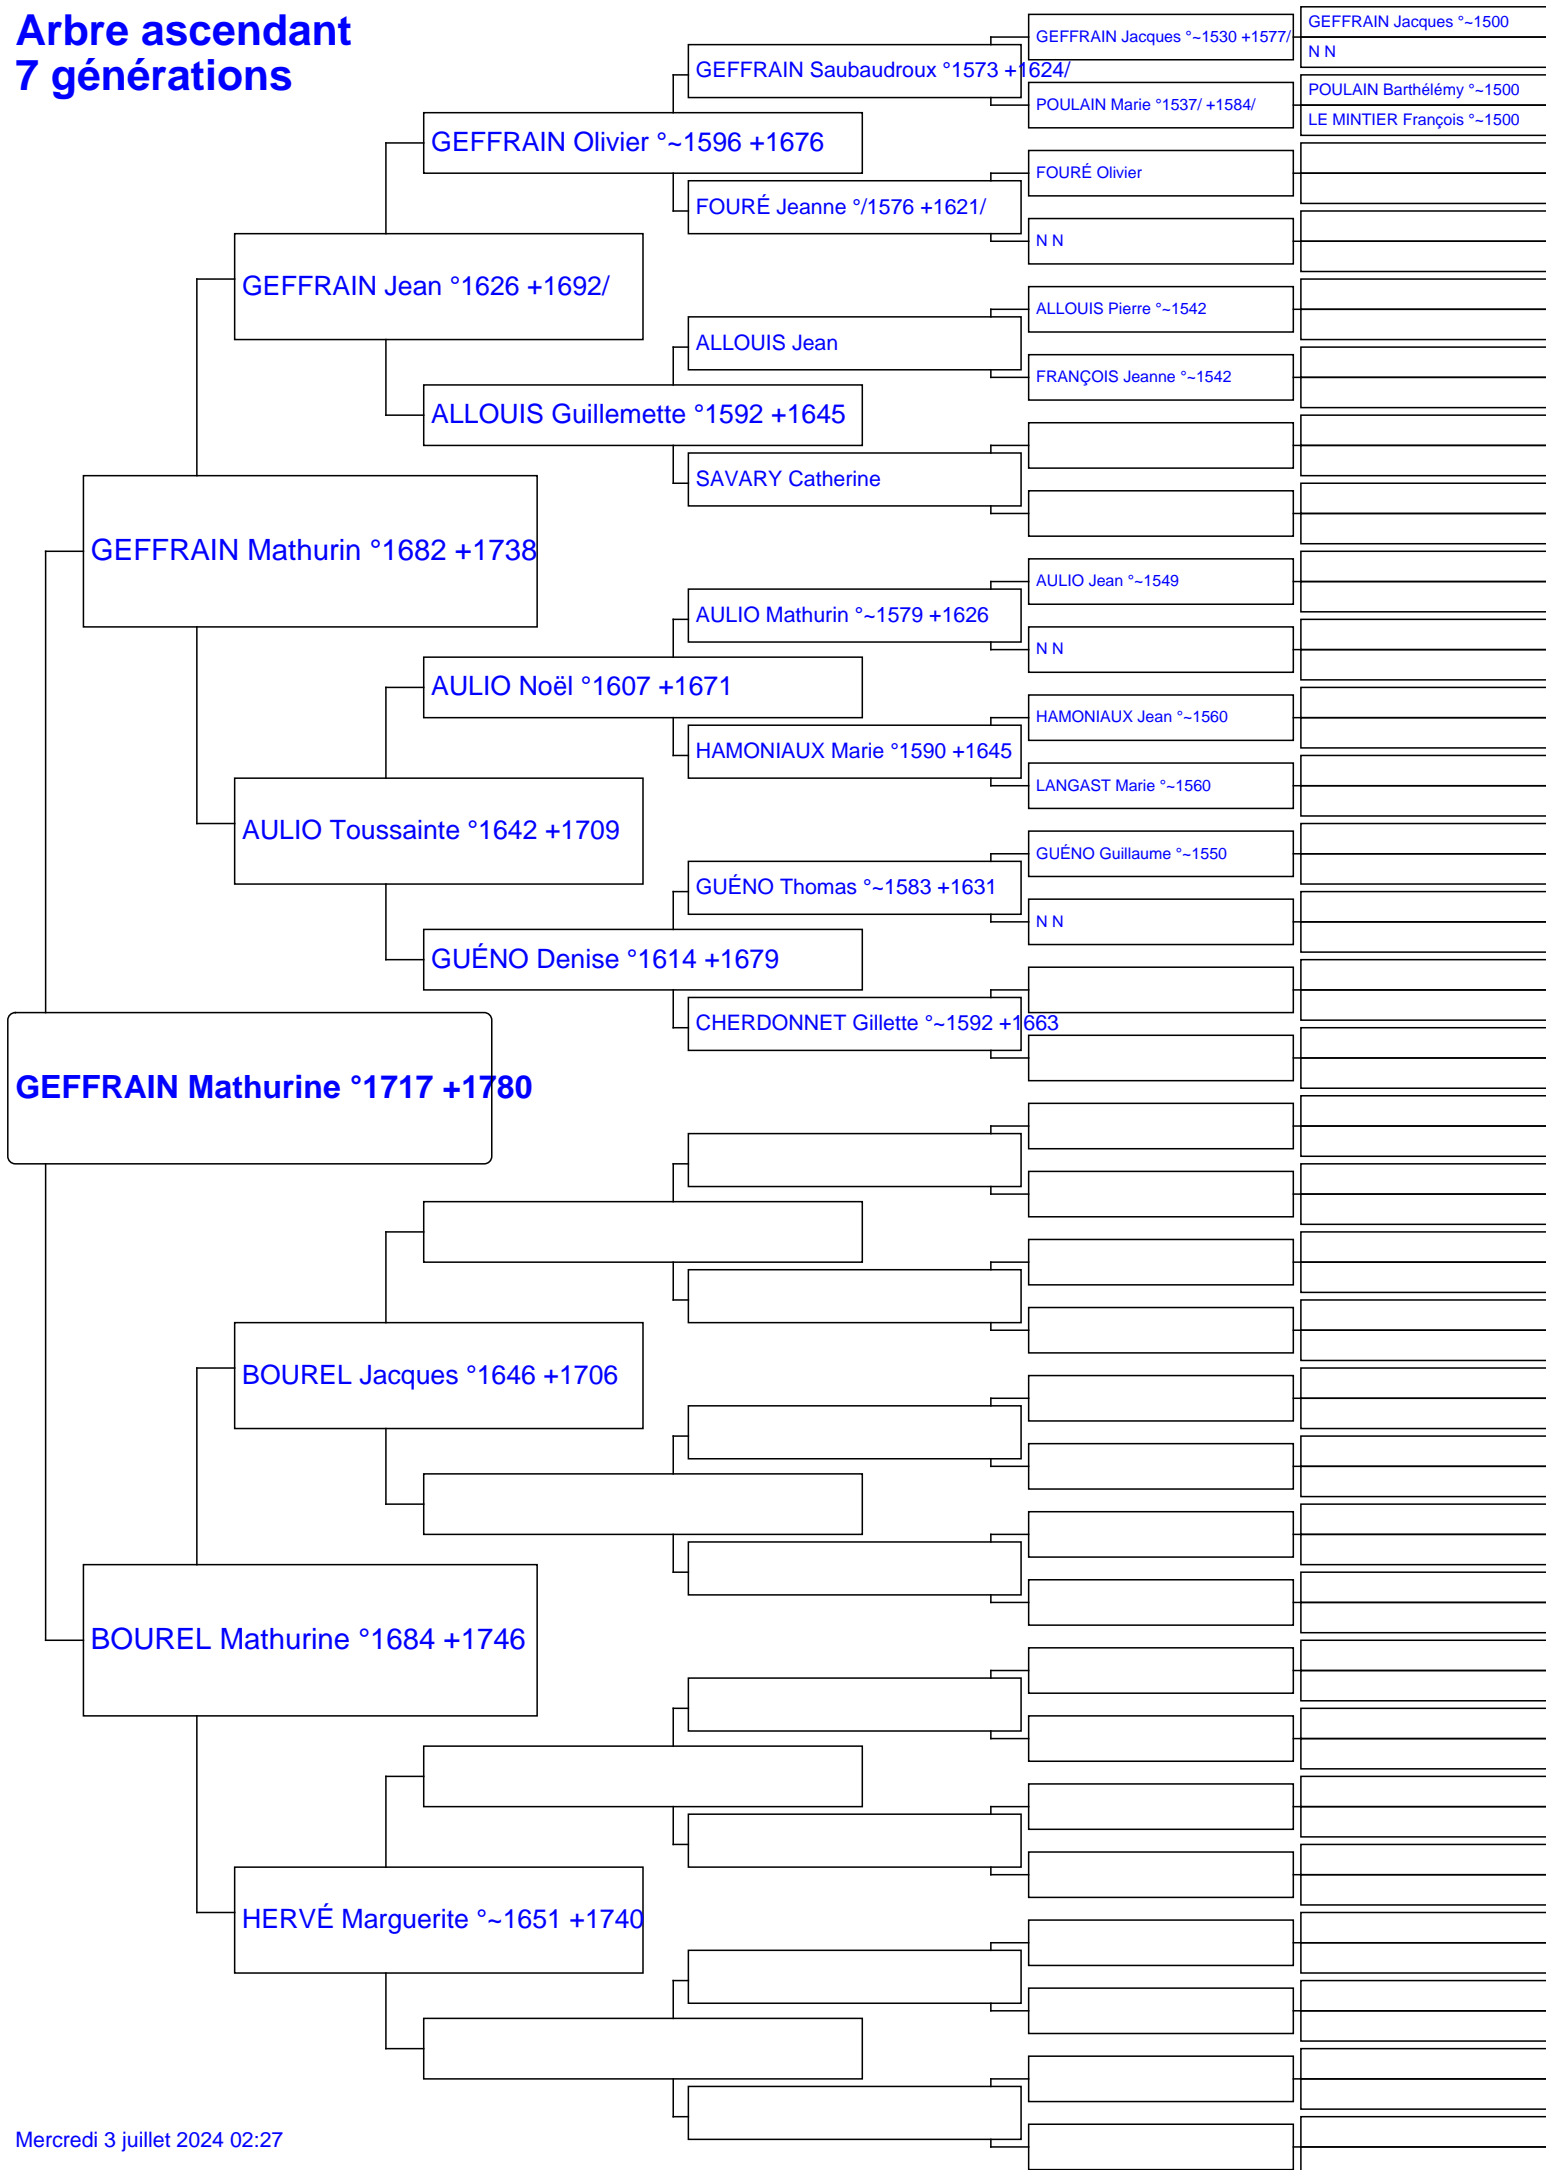 Arbre ascendant
7 générations
GEFFRAIN Jacques °~1500
GEFFRAIN Jacques °~1530 +1577/
N N
GEFFRAIN Saubaudroux °1573 +1624/
POULAIN Barthélémy °~1500
POULAIN Marie °1537/ +1584/
LE MINTIER François °~1500
GEFFRAIN Olivier °~1596 +1676
FOURÉ Olivier
FOURÉ Jeanne °/1576 +1621/
N N
GEFFRAIN Jean °1626 +1692/
ALLOUIS Pierre °~1542
ALLOUIS Jean
FRANÇOIS Jeanne °~1542
ALLOUIS Guillemette °1592 +1645
SAVARY Catherine
GEFFRAIN Mathurin °1682 +1738
AULIO Jean °~1549
AULIO Mathurin °~1579 +1626
N N
AULIO Noël °1607 +1671
HAMONIAUX Jean °~1560
HAMONIAUX Marie °1590 +1645
LANGAST Marie °~1560
AULIO Toussainte °1642 +1709
GUÉNO Guillaume °~1550
GUÉNO Thomas °~1583 +1631
N N
GUÉNO Denise °1614 +1679
CHERDONNET Gillette °~1592 +1663
GEFFRAIN Mathurine °1717 +1780
BOUREL Jacques °1646 +1706
BOUREL Mathurine °1684 +1746
HERVÉ Marguerite °~1651 +1740
Mercredi 3 juillet 2024 02:27